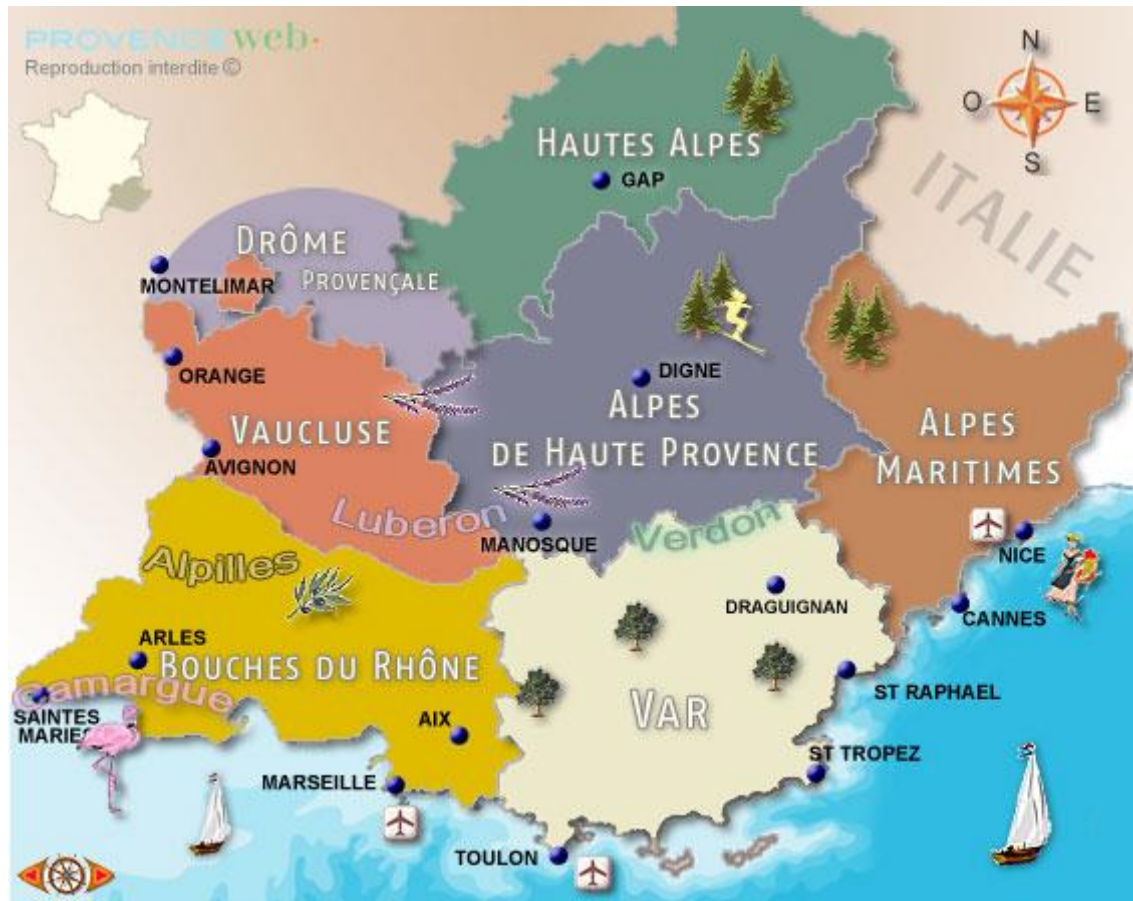 PROVENCE web.
Reproduction interdite ©
N
O
E
S
ITALIE
HAUTES ALPES
GAP
DRÔME
PROVENÇALE
MONTELIMAR
ORANGE
VAUCLUSE
AVIGNON
DIGNE
ALPES
DE HAUTE PROVENCE
ALPES
MARITIMES
Luberon
MANOSQUE
Verdon
NICE
Alpilles
DRAGUIGNAN
CANNES
ARLES
BOUCHES DU RHÔNE
Camargue
SAINTES
MARIES
ST RAPHAEL
VAR
AIX
MARSEILLE
ST TROPEZ
TOULON